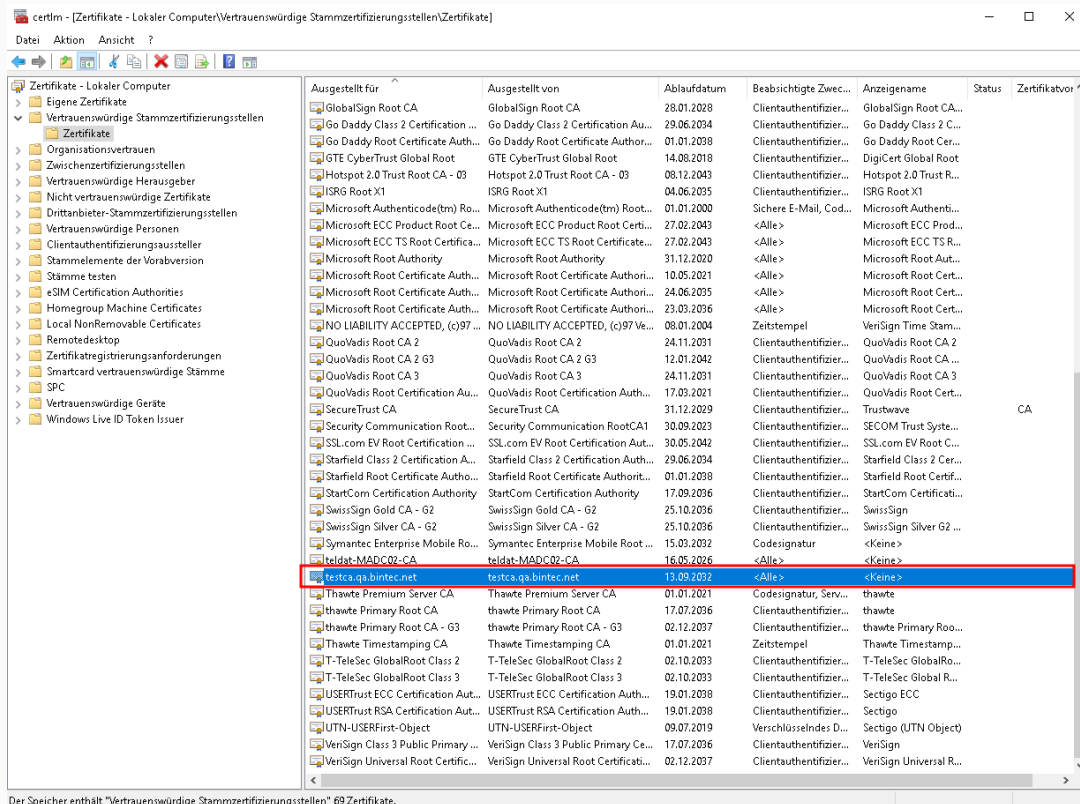 certlm - [Zertifikate - Lokaler Computer\Vertrauenswürdige Stammzertifizierungsstellen\Zertifikate]
Datei Aktion Ansicht ?
Zertifikate - Lokaler Computer
Eigene Zertifikate
Vertrauenswürdige Stammzertifizierungsstellen
Zertifikate
Organisationsvertrauen
Zwischenzertifizierungsstellen
Vertrauenswürdige Herausgeber
Nicht vertrauenswürdige Zertifikate
Drittanbieter-Stammzertifizierungsstellen
Vertrauenswürdige Personen
Clientauthentifizierungsaussteller
Stammelemente der Vorabversion
Stämme testen
eSIM Certification Authorities
Homegroup Machine Certificates
Local NonRemovable Certificates
Remotedesktop
Zertifikatregistrierungsanforderungen
Smartcard vertrauenswürdige Stämme
SPC
Vertrauenswürdige Geräte
Windows Live ID Token Issuer
Ausgestellt für Ausgestellt von Ablaufdatum Beabsichtigte Zwec... Anzeigename Status Zertifikatvor
GlobalSign Root CA GlobalSign Root CA 28.01.2028 Clientauthentifizier... GlobalSign Root CA...
Go Daddy Class 2 Certification ... Go Daddy Class 2 Certification Au... 29.06.2034 Clientauthentifizier... Go Daddy Class 2 C...
Go Daddy Root Certificate Auth... Go Daddy Root Certificate Author... 01.01.2038 Clientauthentifizier... Go Daddy Root Cer...
GTE CyberTrust Global Root GTE CyberTrust Global Root 14.08.2018 Clientauthentifizier... DigiCert Global Root
Hotspot 2.0 Trust Root CA - 03 Hotspot 2.0 Trust Root CA - 03 08.12.2043 Clientauthentifizier... Hotspot 2.0 Trust R...
ISRG Root X1 ISRG Root X1 04.06.2035 Clientauthentifizier... ISRG Root X1
Microsoft Authenticode(tm) Ro... Microsoft Authenticode(tm) Root... 01.01.2000 Sichere E-Mail, Cod... Microsoft Authenti...
Microsoft ECC Product Root Ce... Microsoft ECC Product Root Certi... 27.02.2043 <Alle> Microsoft ECC Prod...
Microsoft ECC TS Root Certifica... Microsoft ECC TS Root Certificate... 27.02.2043 <Alle> Microsoft ECC TS R...
Microsoft Root Authority Microsoft Root Authority 31.12.2020 <Alle> Microsoft Root Aut...
Microsoft Root Certificate Auth... Microsoft Root Certificate Authori... 10.05.2021 <Alle> Microsoft Root Cert...
Microsoft Root Certificate Auth... Microsoft Root Certificate Authori... 24.06.2035 <Alle> Microsoft Root Cert...
Microsoft Root Certificate Auth... Microsoft Root Certificate Authori... 23.03.2036 <Alle> Microsoft Root Cert...
NO LIABILITY ACCEPTED, (c)97 ... NO LIABILITY ACCEPTED, (c)97 Ve... 08.01.2004 Zeitstempel VeriSign Time Stam...
QuoVadis Root CA 2 QuoVadis Root CA 2 24.11.2031 Clientauthentifizier... QuoVadis Root CA 2
QuoVadis Root CA 2 G3 QuoVadis Root CA 2 G3 12.01.2042 Clientauthentifizier... QuoVadis Root CA ...
QuoVadis Root CA 3 QuoVadis Root CA 3 24.11.2031 Clientauthentifizier... QuoVadis Root CA 3
QuoVadis Root Certification Au... QuoVadis Root Certification Auth... 17.03.2021 Clientauthentifizier... QuoVadis Root Cert...
SecureTrust CA SecureTrust CA 31.12.2029 Clientauthentifizier... Trustwave CA
Security Communication Root... Security Communication RootCA1 30.09.2023 Clientauthentifizier... SECOM Trust Syste...
SSL.com EV Root Certification ... SSL.com EV Root Certification Aut... 30.05.2042 Clientauthentifizier... SSL.com EV Root C...
Starfield Class 2 Certification A... Starfield Class 2 Certification Auth... 29.06.2034 Clientauthentifizier... Starfield Class 2 Cer...
Starfield Root Certificate Autho... Starfield Root Certificate Authorit... 01.01.2038 Clientauthentifizier... Starfield Root Certif...
StartCom Certification Authority StartCom Certification Authority 17.09.2036 Clientauthentifizier... StartCom Certificati...
SwissSign Gold CA - G2 SwissSign Gold CA - G2 25.10.2036 Clientauthentifizier... SwissSign
SwissSign Silver CA - G2 SwissSign Silver CA - G2 25.10.2036 Clientauthentifizier... SwissSign Silver G2 ...
Symantec Enterprise Mobile Ro... Symantec Enterprise Mobile Root ... 15.03.2032 Codesignatur <Keine>
teldat-MADC02-CA teldat-MADC02-CA 16.05.2026 <Alle> <Keine>
testca.qa.bintec.net testca.qa.bintec.net 13.09.2032 <Alle> <Keine>
Thawte Premium Server CA Thawte Premium Server CA 01.01.2021 Codesignatur, Serv... thawte
thawte Primary Root CA thawte Primary Root CA 17.07.2036 Clientauthentifizier... thawte
thawte Primary Root CA - G3 thawte Primary Root CA - G3 02.12.2037 Clientauthentifizier... thawte Primary Roo...
Thawte Timestamping CA Thawte Timestamping CA 01.01.2021 Zeitstempel Thawte Timestamp...
T-TeleSec GlobalRoot Class 2 T-TeleSec GlobalRoot Class 2 02.10.2033 Clientauthentifizier... T-TeleSec GlobalRo...
T-TeleSec GlobalRoot Class 3 T-TeleSec GlobalRoot Class 3 02.10.2033 Clientauthentifizier... T-TeleSec Global R...
USERTrust ECC Certification Aut... USERTrust ECC Certification Auth... 19.01.2038 Clientauthentifizier... Sectigo ECC
USERTrust RSA Certification Aut... USERTrust RSA Certification Auth... 19.01.2038 Clientauthentifizier... Sectigo
UTN-USERFirst-Object UTN-USERFirst-Object 09.07.2019 Verschlüsselndes D... Sectigo (UTN Object)
VeriSign Class 3 Public Primary ... VeriSign Class 3 Public Primary Ce... 17.07.2036 Clientauthentifizier... VeriSign
VeriSign Universal Root Certific... VeriSign Universal Root Certificati... 02.12.2037 Clientauthentifizier... VeriSign Universal R...
Der Speicher enthält "Vertrauenswürdige Stammzertifizierungsstellen" 69 Zertifikate.